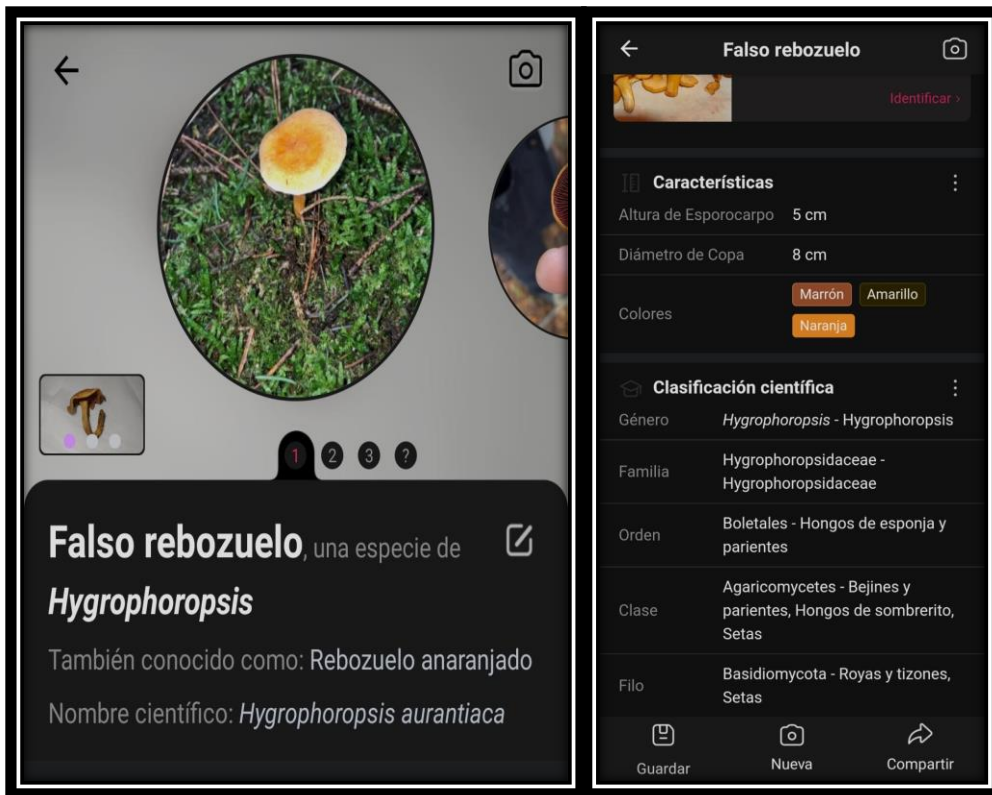 1 2 3 ?
Falso rebozuelo, una especie de
Hygrophoropsis
También conocido como: Rebozuelo anaranjado
Nombre científico: Hygrophoropsis aurantiaca
Falso rebozuelo
Identificar ›
Características
Altura de Esporocarpo 5 cm
Diámetro de Copa 8 cm
Marrón Amarillo
Colores
Naranja
Clasificación científica
Género Hygrophoropsis - Hygrophoropsis
Familia Hygrophoropsidaceae -
Hygrophoropsidaceae
Orden Boletales - Hongos de esponja y
parientes
Clase Agaricomycetes - Bejines y
parientes, Hongos de sombrerito,
Setas
Filo Basidiomycota - Royas y tizones,
Setas
Guardar Nueva Compartir